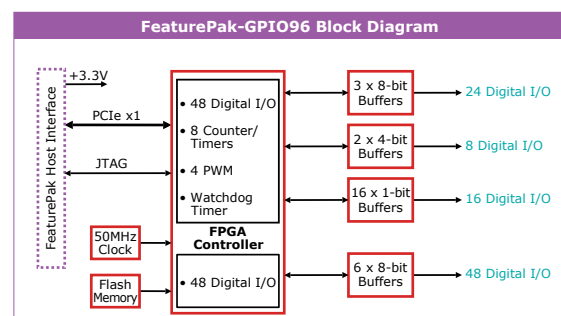 FeaturePak-GPIO96 Block Diagram
FeaturePak Host Interface
+3.3V
PCIe x1
JTAG
50MHz
Clock
Flash
Memory
• 48 Digital I/O
• 8 Counter/
Timers
• 4 PWM
• Watchdog
Timer
FPGA
Controller
• 48 Digital I/O
3 x 8-bit
Buffers
24 Digital I/O
2 x 4-bit
Buffers
8 Digital I/O
16 x 1-bit
Buffers
16 Digital I/O
6 x 8-bit
Buffers
48 Digital I/O